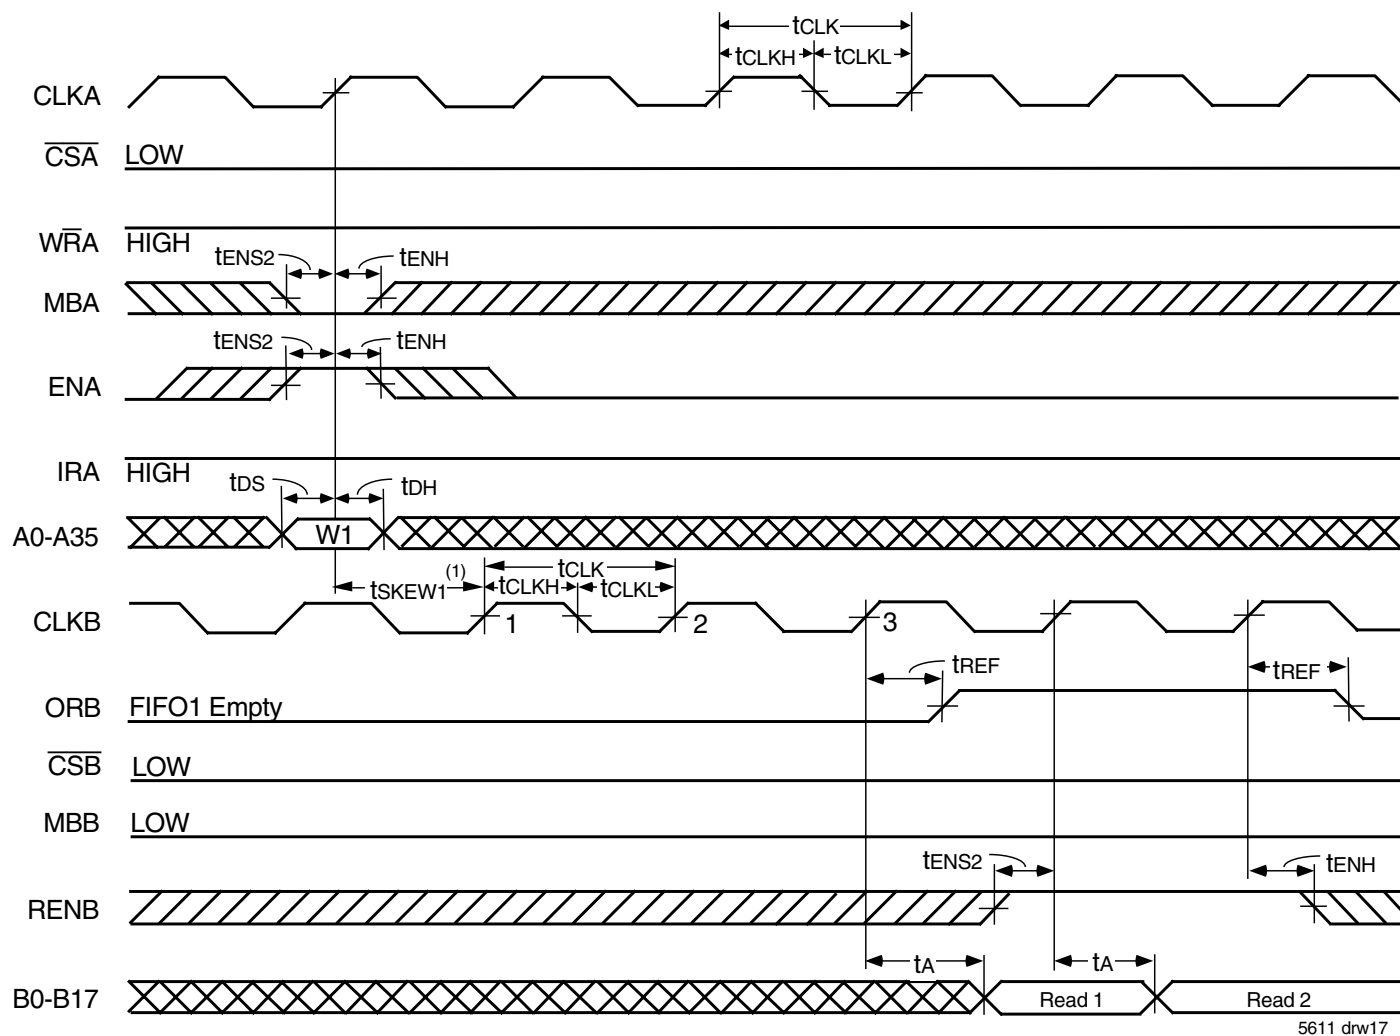 tCLK
tCLKH tCLKL
CLKA
CSA LOW
WRA HIGH
tENS2 tENH
MBA
tENS2 tENH
ENA
IRA HIGH
tDS tDH
A0-A35 W1
tSKEW1 (1) tCLK
tCLKH tCLKL
CLKB 1 2 3
tREF tREF
ORB FIFO1 Empty
CSB LOW
MBB LOW
tENS2 tENH
RENB
tA tA
B0-B17 Read 1 Read 2
5611 drw17